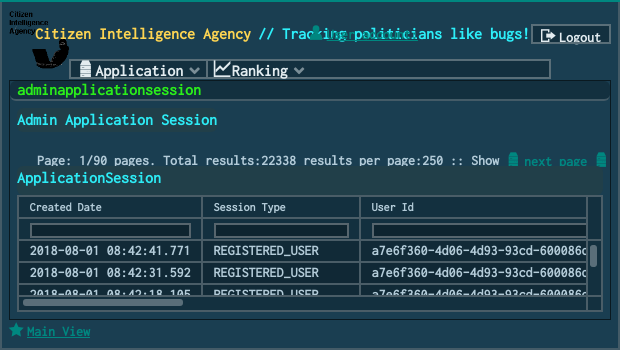 Citizen
Intelligence
Agency
Citizen Intelligence Agency // Tracking politicians like bugs!
Logout
Application Ranking
adminapplicationsession
Admin Application Session
Page: 1/90 pages. Total results:22338 results per page:250 :: Show next page
ApplicationSession
Created Date Session Type User Id
2018-08-01 08:42:41.771 REGISTERED_USER a7e6f360-4d06-4d93-93cd-600086c
2018-08-01 08:42:31.592 REGISTERED_USER a7e6f360-4d06-4d93-93cd-600086c
2018-08-01 08:42:18.105 REGISTERED_USER a7e6f360-4d06-4d93-93cd-600086c
Main View